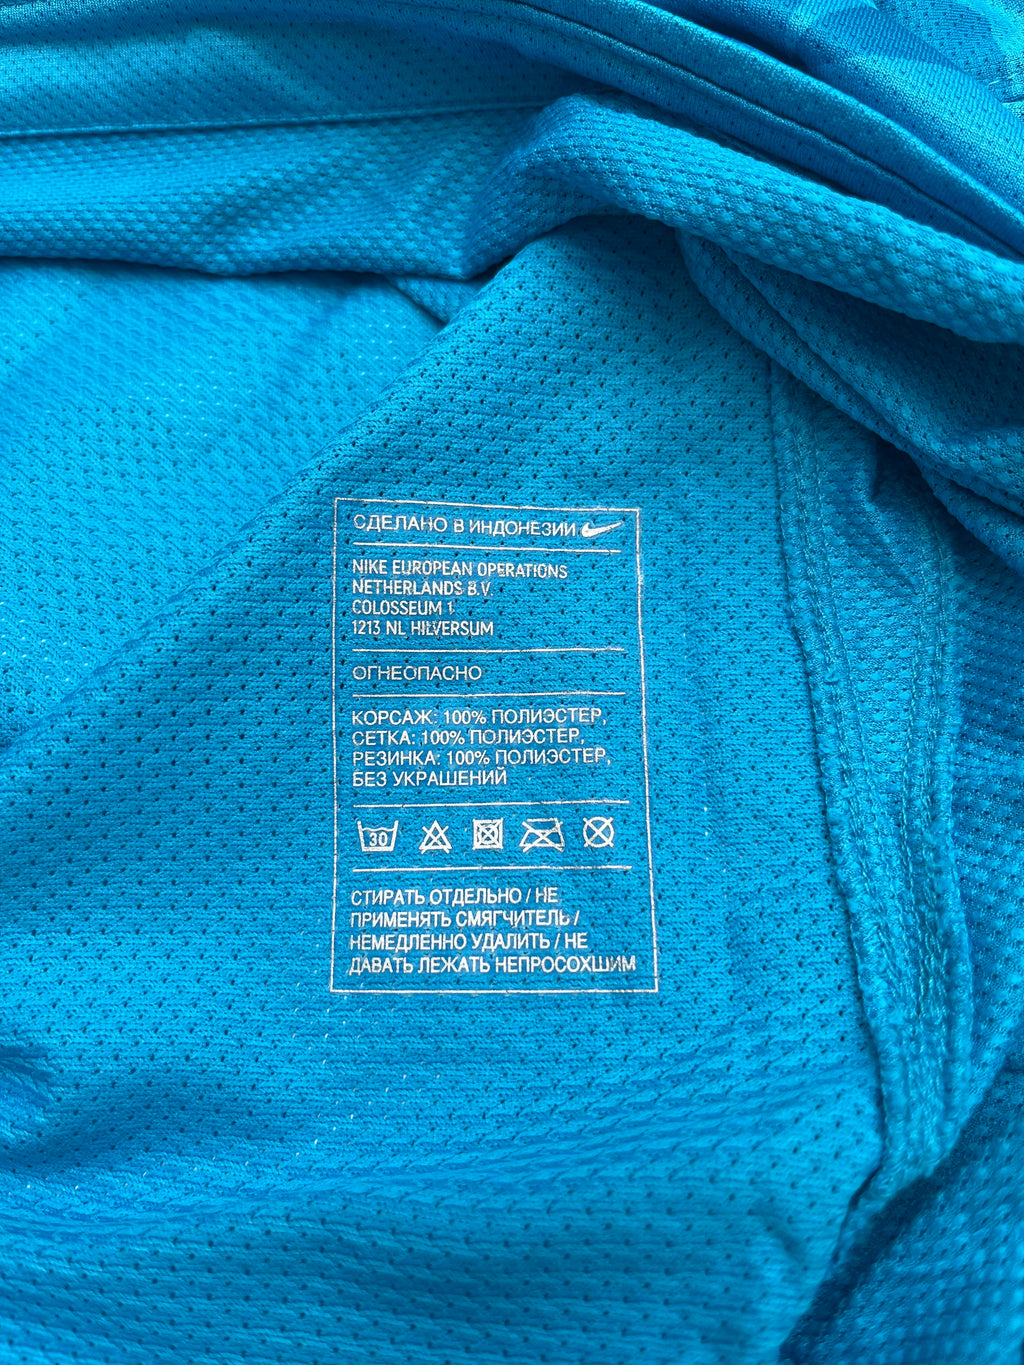 СДЕЛАНО В ИНДОНЕЗИИ
NIKE EUROPEAN OPERATIONS
NETHERLANDS B.V.
COLOSSEUM 1
1213 NL HILVERSUM
ОГНЕОПАСНО
КОРСАЖ: 100% ПОЛИЭСТЕР,
СЕТКА: 100% ПОЛИЭСТЕР,
РЕЗИНКА: 100% ПОЛИЭСТЕР,
БЕЗ УКРАШЕНИЙ
30
СТИРАТЬ ОТДЕЛЬНО / НЕ
ПРИМЕНЯТЬ СМЯГЧИТЕЛЬ /
НЕМЕДЛЕННО УДАЛИТЬ / НЕ
ДАВАТЬ ЛЕЖАТЬ НЕПРОСОХШИМ